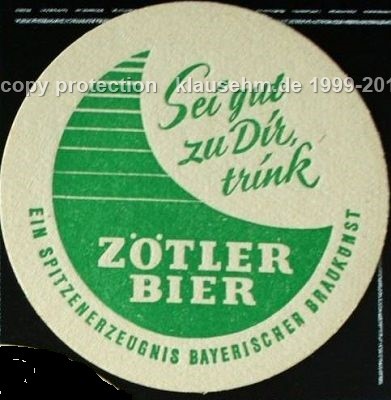 copy protection klausehm.de 1999-201
Sei gut
zu Dir,
trink
ZÖTLER
BIER
EIN SPITZENERZEUGNIS BAYERISCHER BRAUKUNST